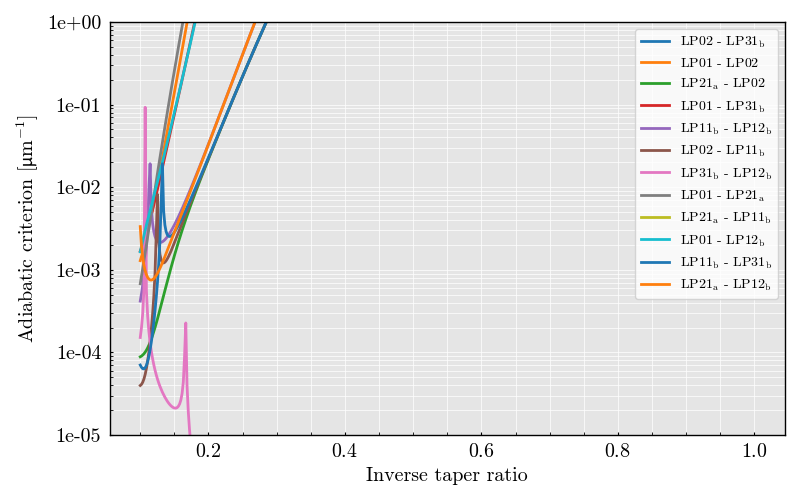 1e+00
1e-01
1e-02
1e-03
1e-04
1e-05
Adiabatic criterion [μm⁻¹]
0.2 0.4 0.6 0.8 1.0
Inverse taper ratio
LP02 - LP31b
LP01 - LP02
LP21a - LP02
LP01 - LP31b
LP11b - LP12b
LP02 - LP11b
LP31b - LP12b
LP01 - LP21a
LP21a - LP11b
LP01 - LP12b
LP11b - LP31b
LP21a - LP12b